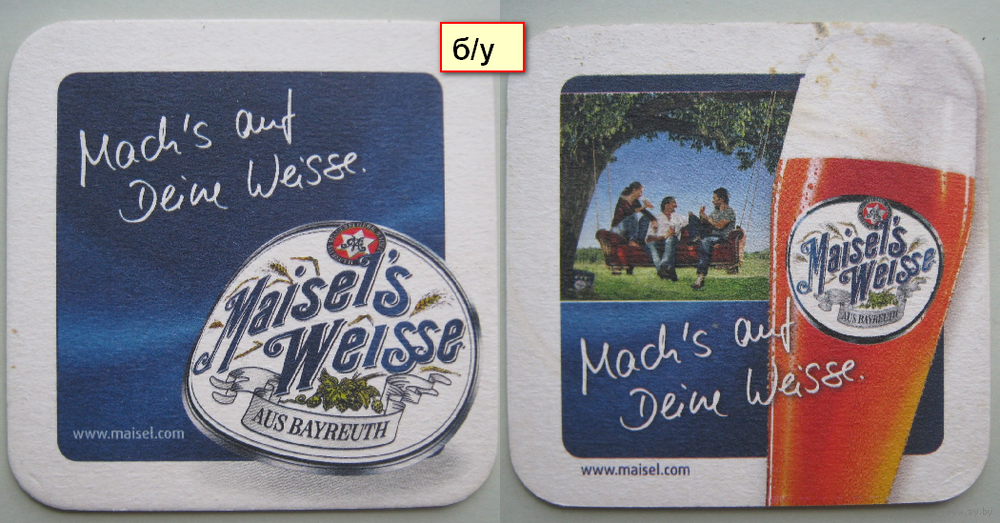 б/у
Mach's auf
Deine Weisse.
Maisel's
Weisse
AUS BAYREUTH
www.maisel.com
Maisel's
Weisse
AUS BAYREUTH
Mach's auf
Deine Weisse.
www.maisel.com